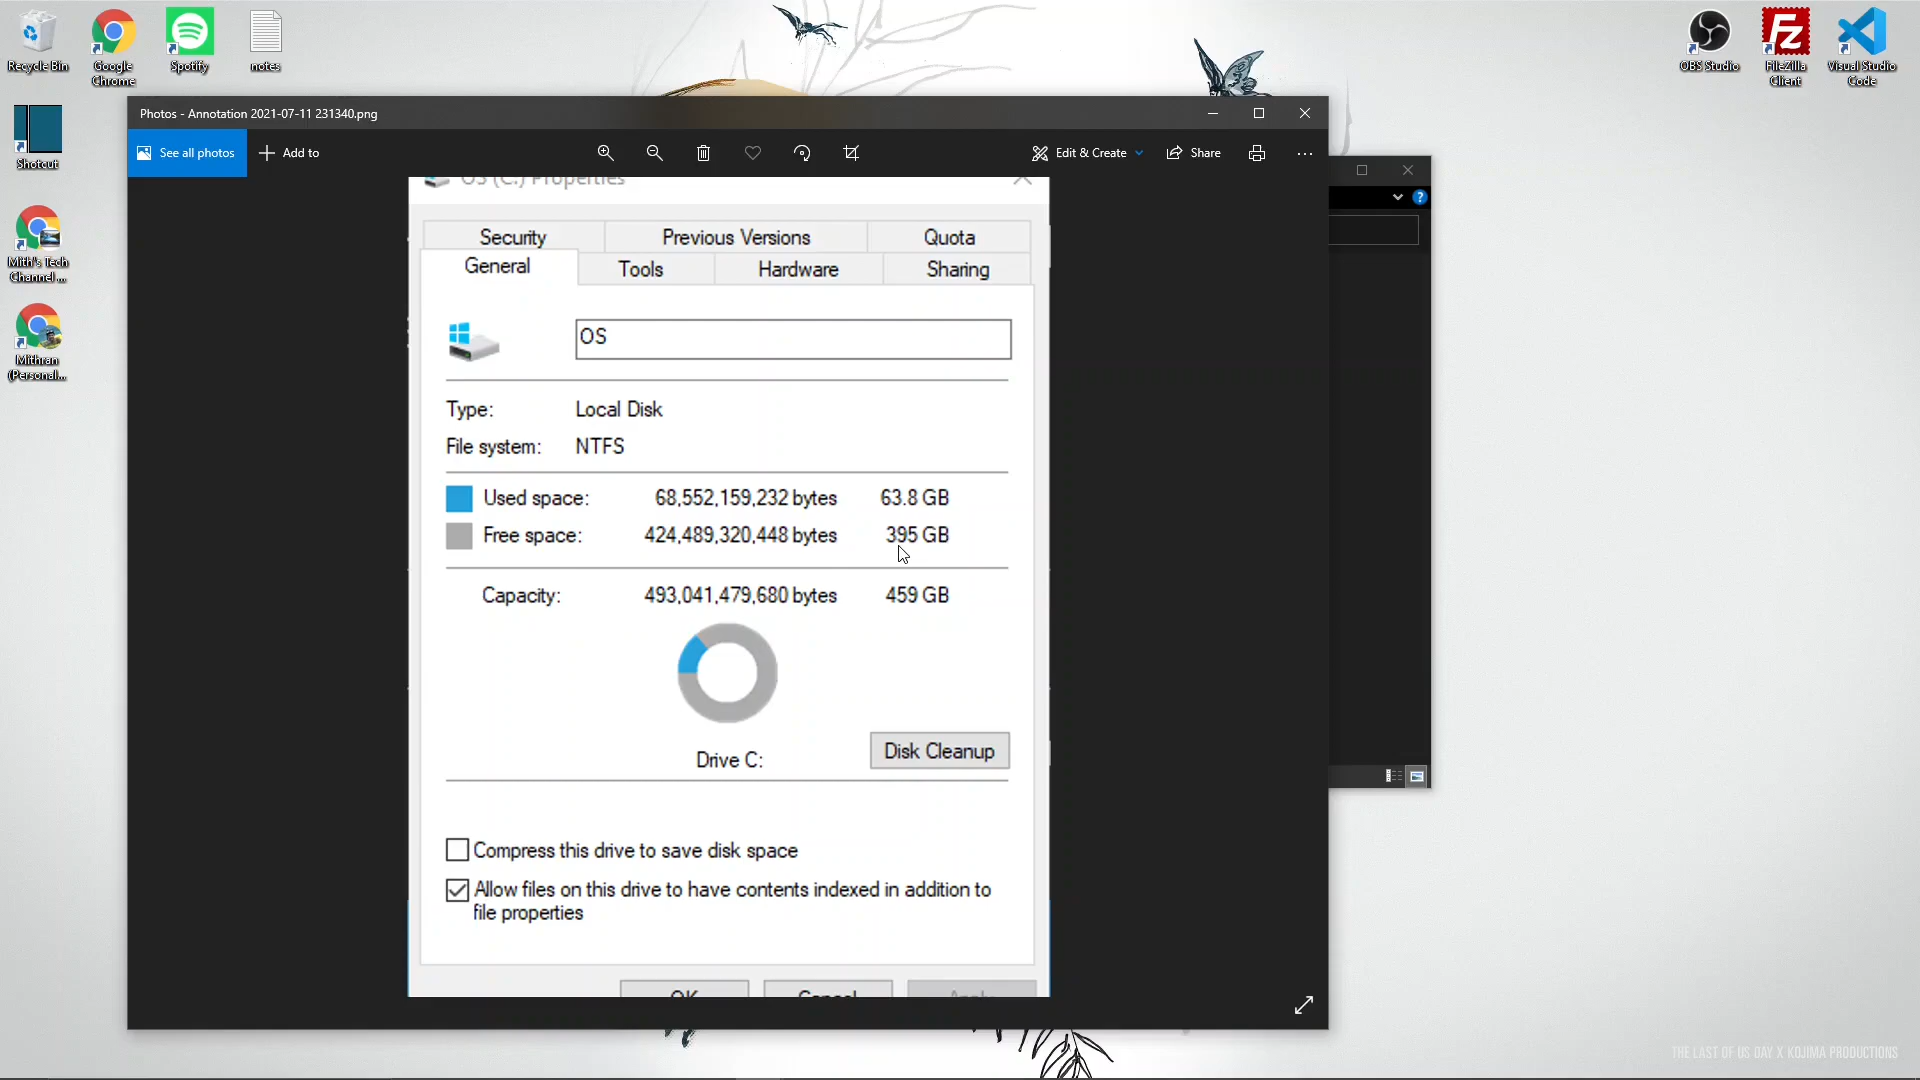 Recycle Bin
Google Chrome
Spotify
notes
OBS Studio
FileZilla Client
Visual Studio Code
Shotcut
Mith's Tech Channel ...
Mithran (Personal...
Photos - Annotation 2021-07-11 231340.png
See all photos
Add to
Edit & Create
Share
OS (C:) Properties
Security
Previous Versions
Quota
General
Tools
Hardware
Sharing
OS
Type: Local Disk
File system: NTFS
Used space: 68,552,159,232 bytes 63.8 GB
Free space: 424,489,320,448 bytes 395 GB
Capacity: 493,041,479,680 bytes 459 GB
Drive C:
Disk Cleanup
Compress this drive to save disk space
Allow files on this drive to have contents indexed in addition to
file properties
OK
Cancel
Apply
THE LAST OF US DAY X KOJIMA PRODUCTIONS